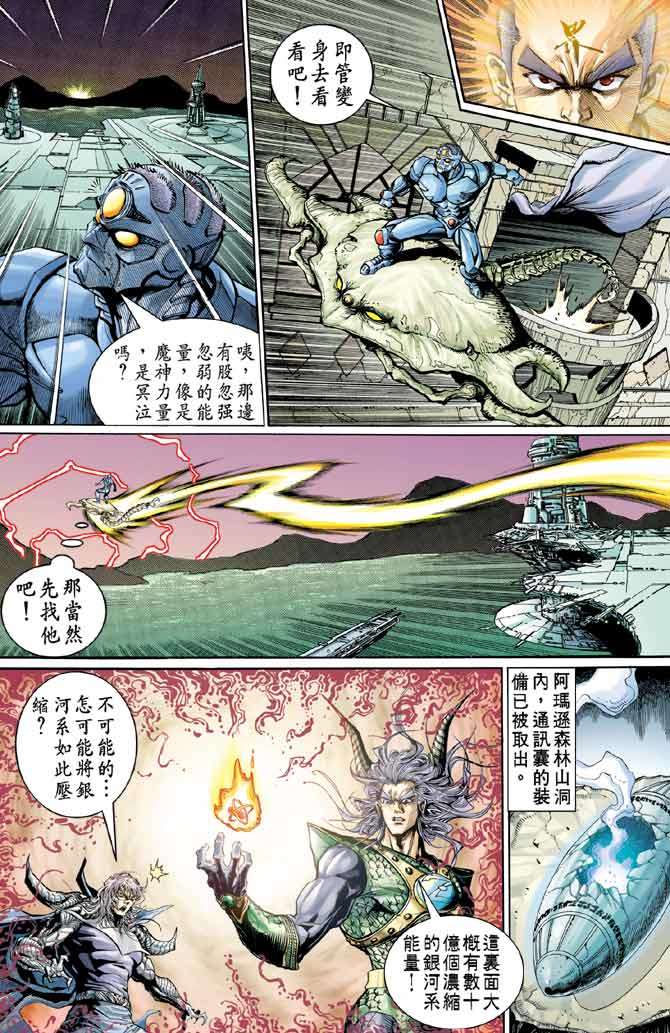 界
即管變
身去看
看吧！
咦，那邊
有股忽强
忽弱的能
量，像是
魔神力量
，是冥泣
嗎？
那當然
先找他
吧！
阿瑪遜森林山洞
內，通訊囊的裝
備已被取出。
這裏面大
概有數十
億個濃縮
的銀河系
能量！
不可能的…
怎可能將銀
河系如此壓
縮？